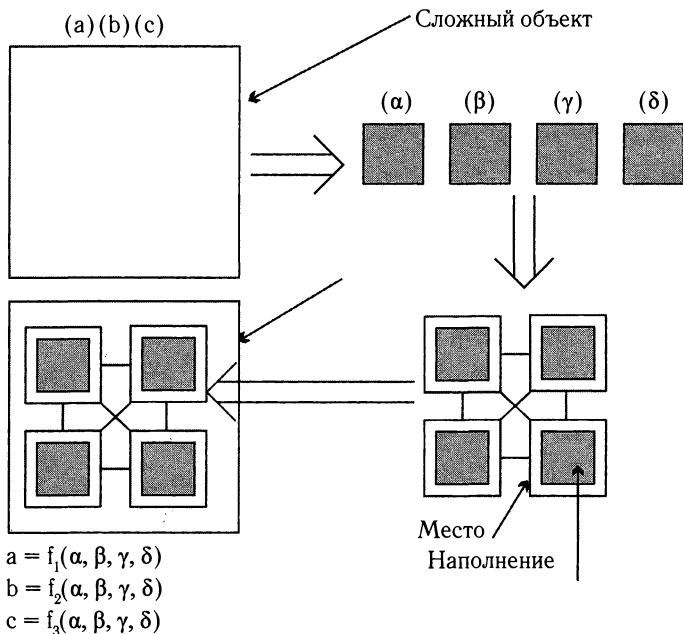 (a) (b) (c)
Сложный объект
(α) (β) (γ) (δ)
Место
Наполнение
a = f₁(α, β, γ, δ)
b = f₂(α, β, γ, δ)
c = f₃(α, β, γ, δ)